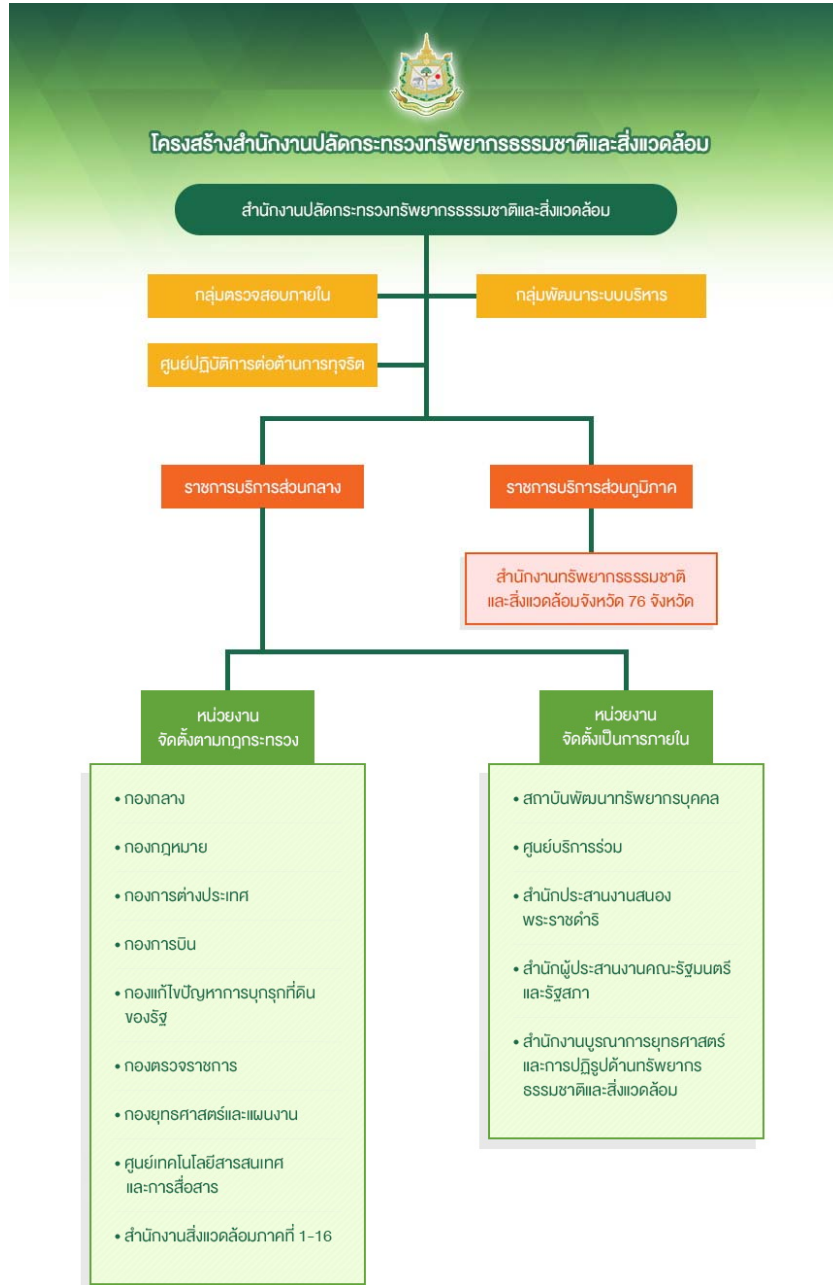 โครงสร้างสำนักงานปลัดกระทรวงทรัพยากรธรรมชาติและสิ่งแวดล้อม
สำนักงานปลัดกระทรวงทรัพยากรธรรมชาติและสิ่งแวดล้อม
กลุ่มตรวจสอบภายใน
กลุ่มพัฒนาระบบบริหาร
ศูนย์ปฏิบัติการต่อต้านการทุจริต
ราชการบริการส่วนกลาง
ราชการบริการส่วนภูมิภาค
สำนักงานทรัพยากรธรรมชาติ
และสิ่งแวดล้อมจังหวัด 76 จังหวัด
หน่วยงาน
จัดตั้งตามกฎกระทรวง
• กองกลาง
• กองกฎหมาย
• กองการต่างประเทศ
• กองการบิน
• กองแก้ไขปัญหาการบุกรุกที่ดิน
ของรัฐ
• กองตรวจราชการ
• กองยุทธศาสตร์และแผนงาน
• ศูนย์เทคโนโลยีสารสนเทศ
และการสื่อสาร
• สำนักงานสิ่งแวดล้อมภาคที่ 1-16
หน่วยงาน
จัดตั้งเป็นการภายใน
• สถาบันพัฒนาทรัพยากรบุคคล
• ศูนย์บริการร่วม
• สำนักประสานงานสนอง
พระราชดำริ
• สำนักผู้ประสานงานคณะรัฐมนตรี
และรัฐสภา
• สำนักงานบูรณาการยุทธศาสตร์
และการปฏิรูปด้านทรัพยากร
ธรรมชาติและสิ่งแวดล้อม